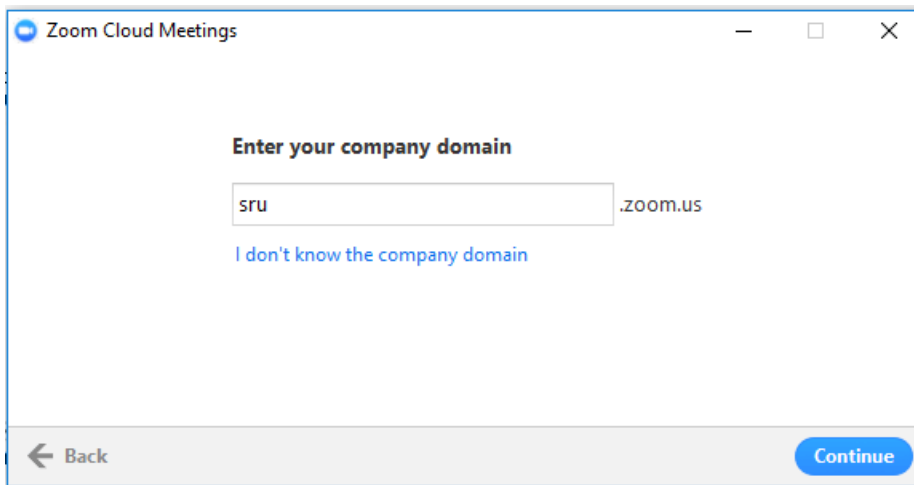 Zoom Cloud Meetings
Enter your company domain
sru .zoom.us
I don't know the company domain
Back Continue